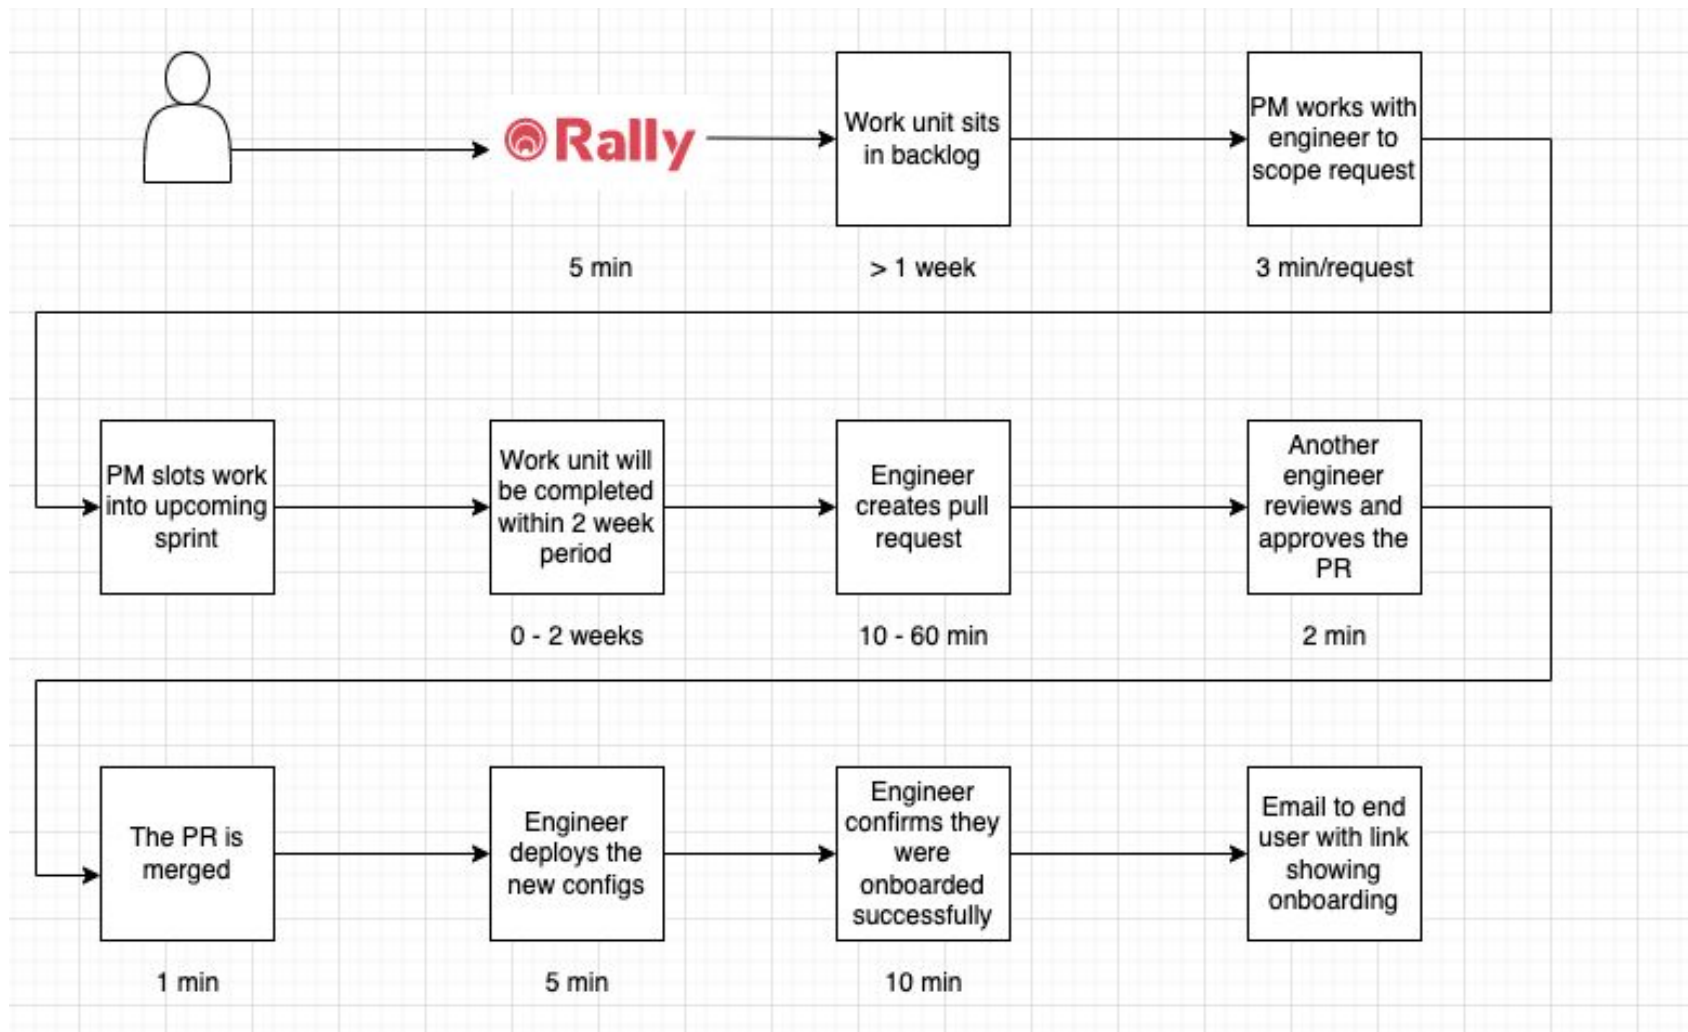 Rally
Work unit sits
in backlog
PM works with
engineer to
scope request
5 min
> 1 week
3 min/request
PM slots work
into upcoming
sprint
Work unit will
be completed
within 2 week
period
Engineer
creates pull
request
Another
engineer
reviews and
approves the
PR
0 - 2 weeks
10 - 60 min
2 min
The PR is
merged
Engineer
deploys the
new configs
Engineer
confirms they
were
onboarded
successfully
Email to end
user with link
showing
onboarding
1 min
5 min
10 min